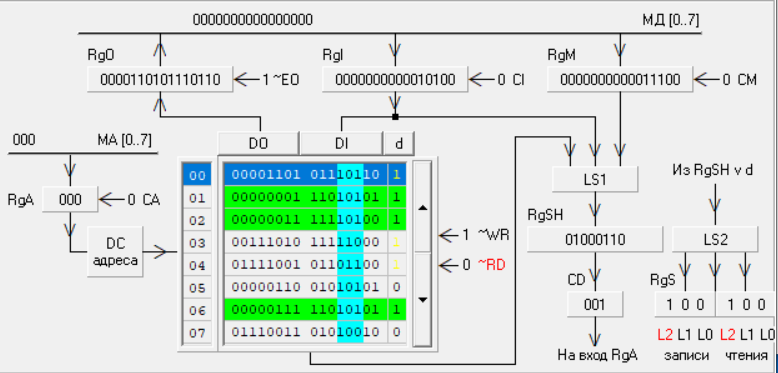 0000000000000000 МД [0..7]
RgO RgI RgM
0000110101110110 1 ~EO 0000000000010100 0 CI 0000000000011100 0 CM
000 МА [0..7]
DO DI d
RgA 000 0 CA
DC адреса
00 00001101 01110110 1
01 00000001 11010101 1
02 00000011 11110100 1
03 00111010 11111000 1
04 01111001 01101100 1
05 00000110 01010101 0
06 00000111 11010101 1
07 01110011 01010010 0
1 ~WR
0 ~RD
LS1
RgSH
01000110
CD
001
На вход RgA
Из RgSH v d
LS2
RgS
1 0 0 1 0 0
L2 L1 L0 L2 L1 L0
записи чтения